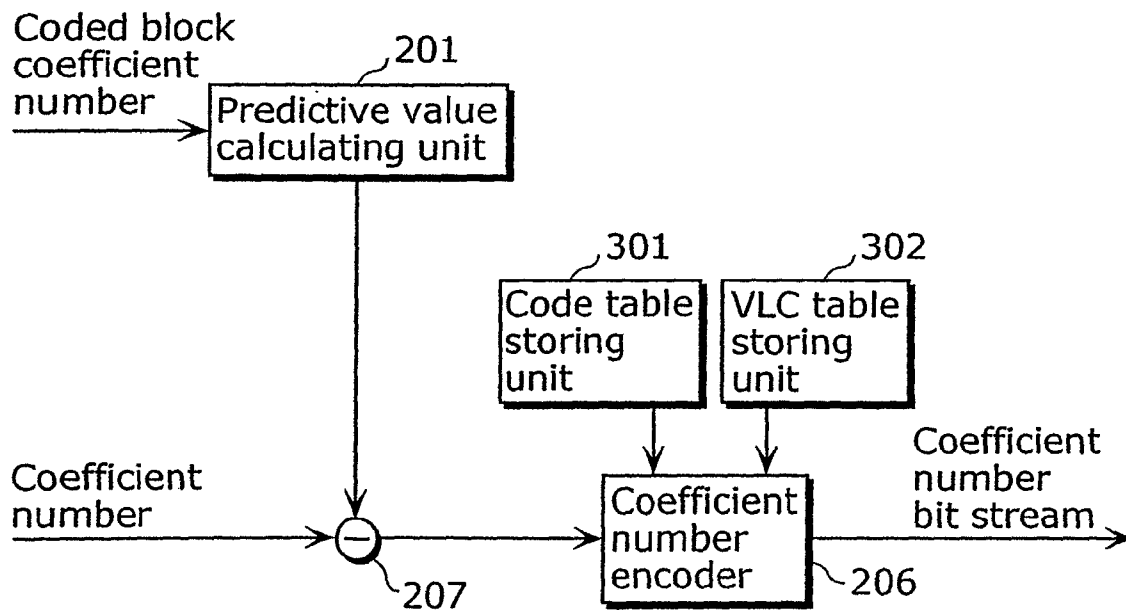 Coded block
coefficient
number
201
Predictive value
calculating unit
301
302
Code table
storing
unit
VLC table
storing
unit
Coefficient
number
207
Coefficient
number
encoder
206
Coefficient
number
bit stream